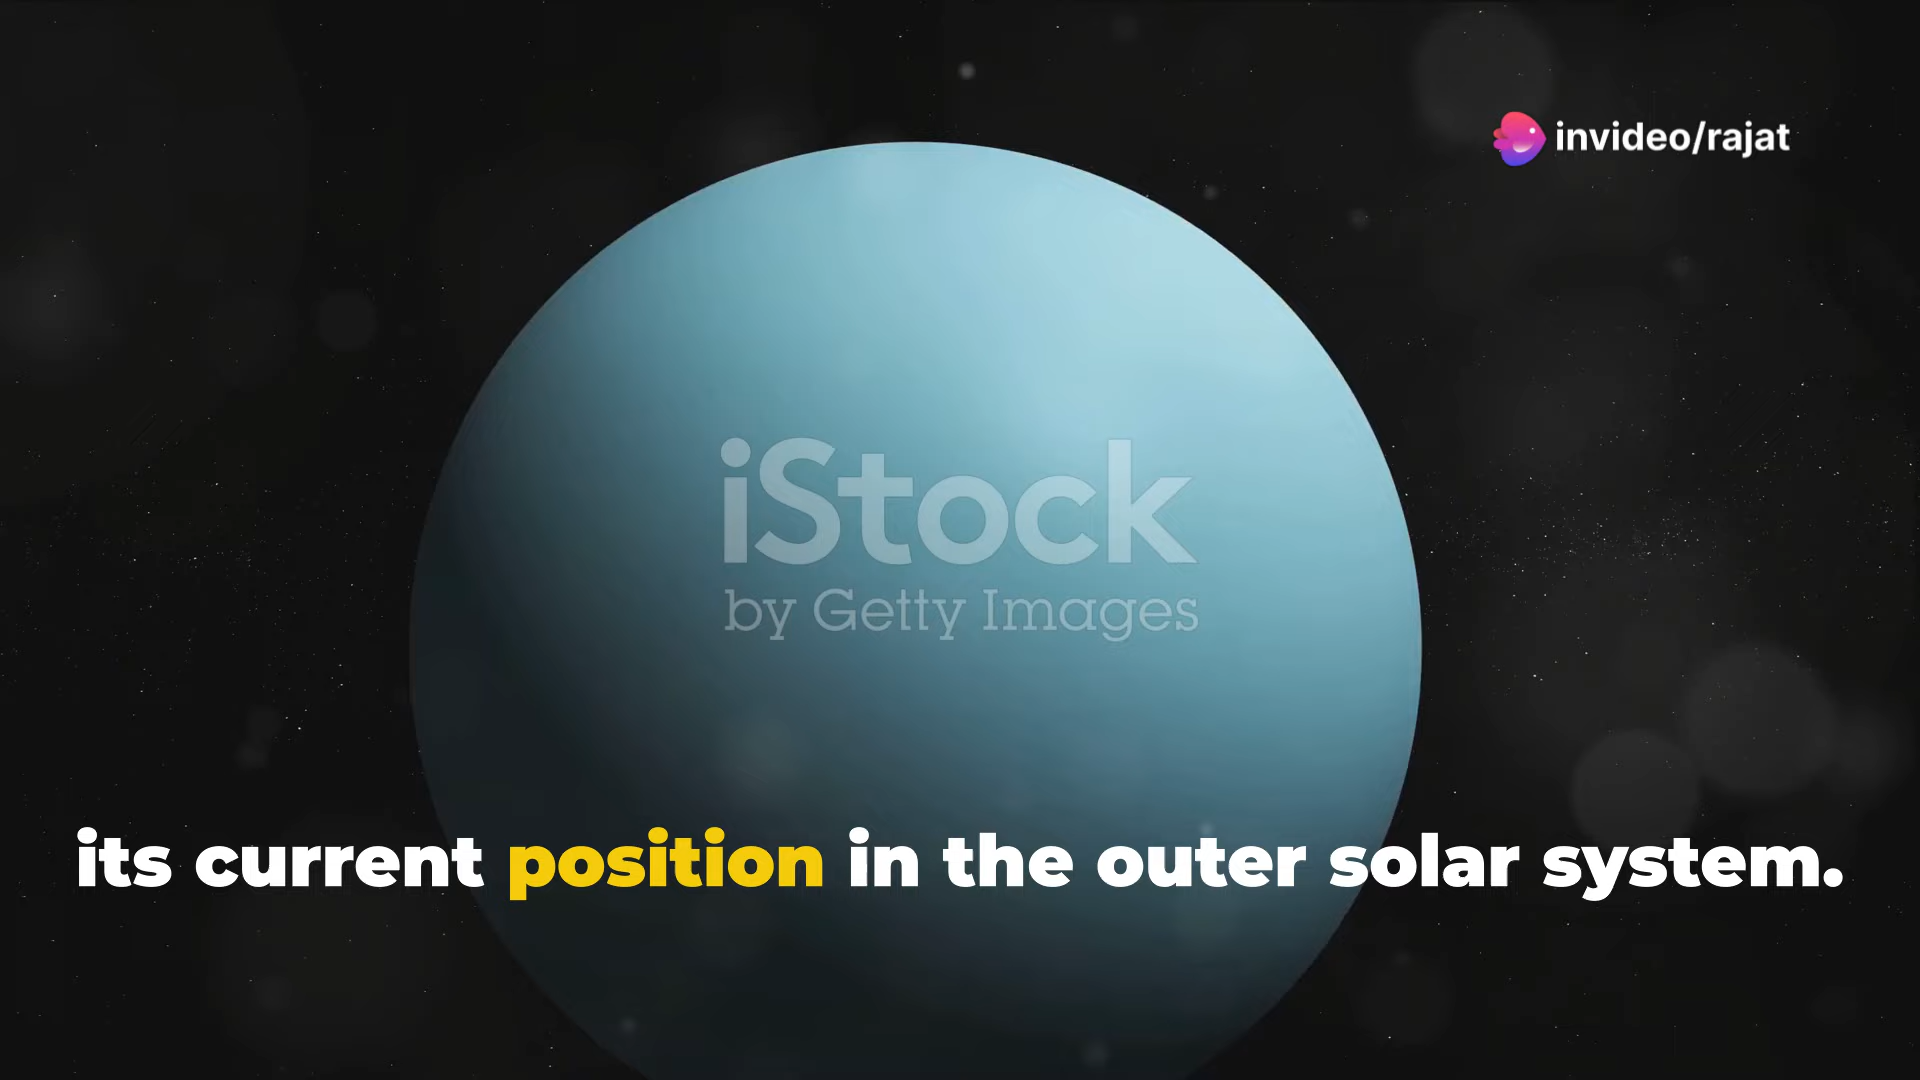 invideo/rajat
iStock
by Getty Images
its current position in the outer solar system.